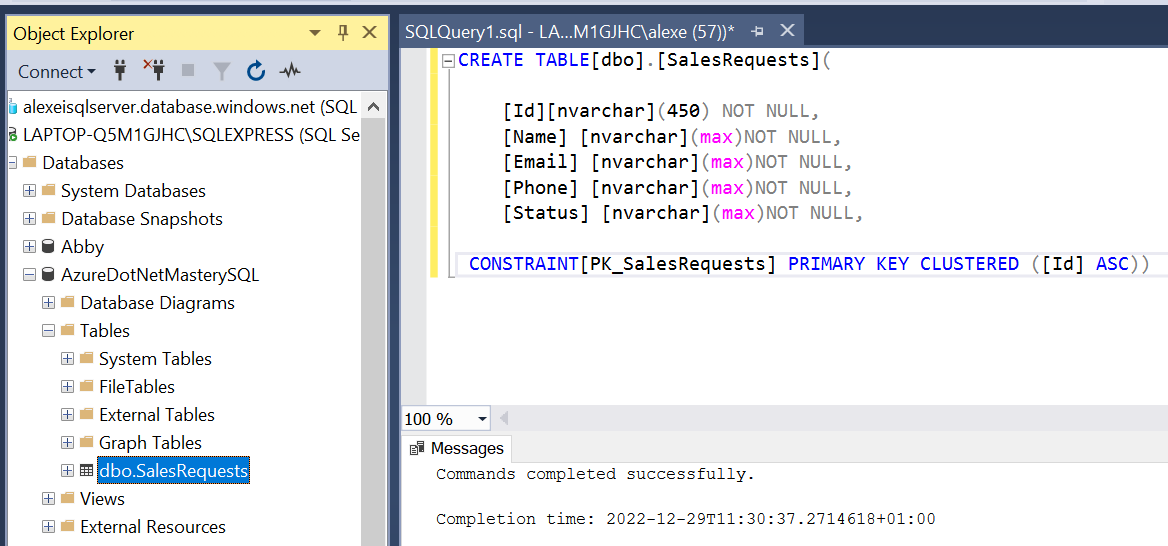 Object Explorer
Connect
alexeisqlserver.database.windows.net (SQL
LAPTOP-Q5M1GJHC\SQLEXPRESS (SQL Se
Databases
System Databases
Database Snapshots
Abby
AzureDotNetMasterySQL
Database Diagrams
Tables
System Tables
FileTables
External Tables
Graph Tables
dbo.SalesRequests
Views
External Resources
SQLQuery1.sql - LA...M1GJHC\alexe (57))*
CREATE TABLE[dbo].[SalesRequests](
[Id][nvarchar](450) NOT NULL,
[Name] [nvarchar](max)NOT NULL,
[Email] [nvarchar](max)NOT NULL,
[Phone] [nvarchar](max)NOT NULL,
[Status] [nvarchar](max)NOT NULL,
CONSTRAINT[PK_SalesRequests] PRIMARY KEY CLUSTERED ([Id] ASC))
100 %
Messages
Commands completed successfully.
Completion time: 2022-12-29T11:30:37.2714618+01:00